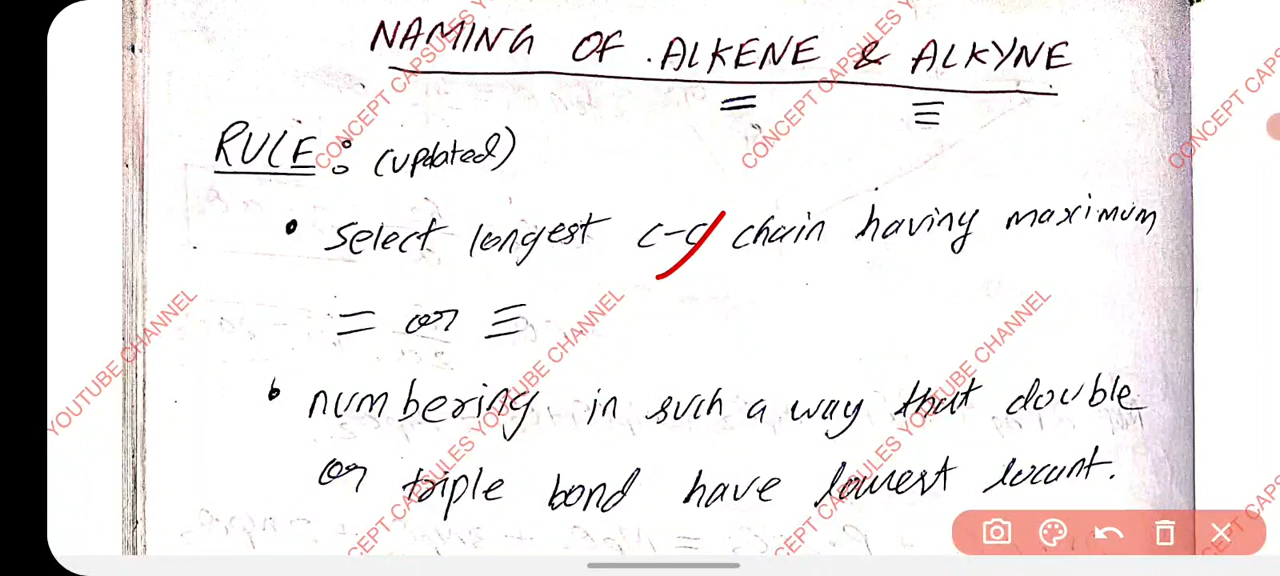 NAMING OF ALKENE & ALKYNE
= ≡
RULE : (updated)
• select longest C-C chain having maximum
= or ≡
• numbering in such a way that double
or triple bond have lowest locant.
CONCEPT CAPSULES YOUTUBE CHANNEL